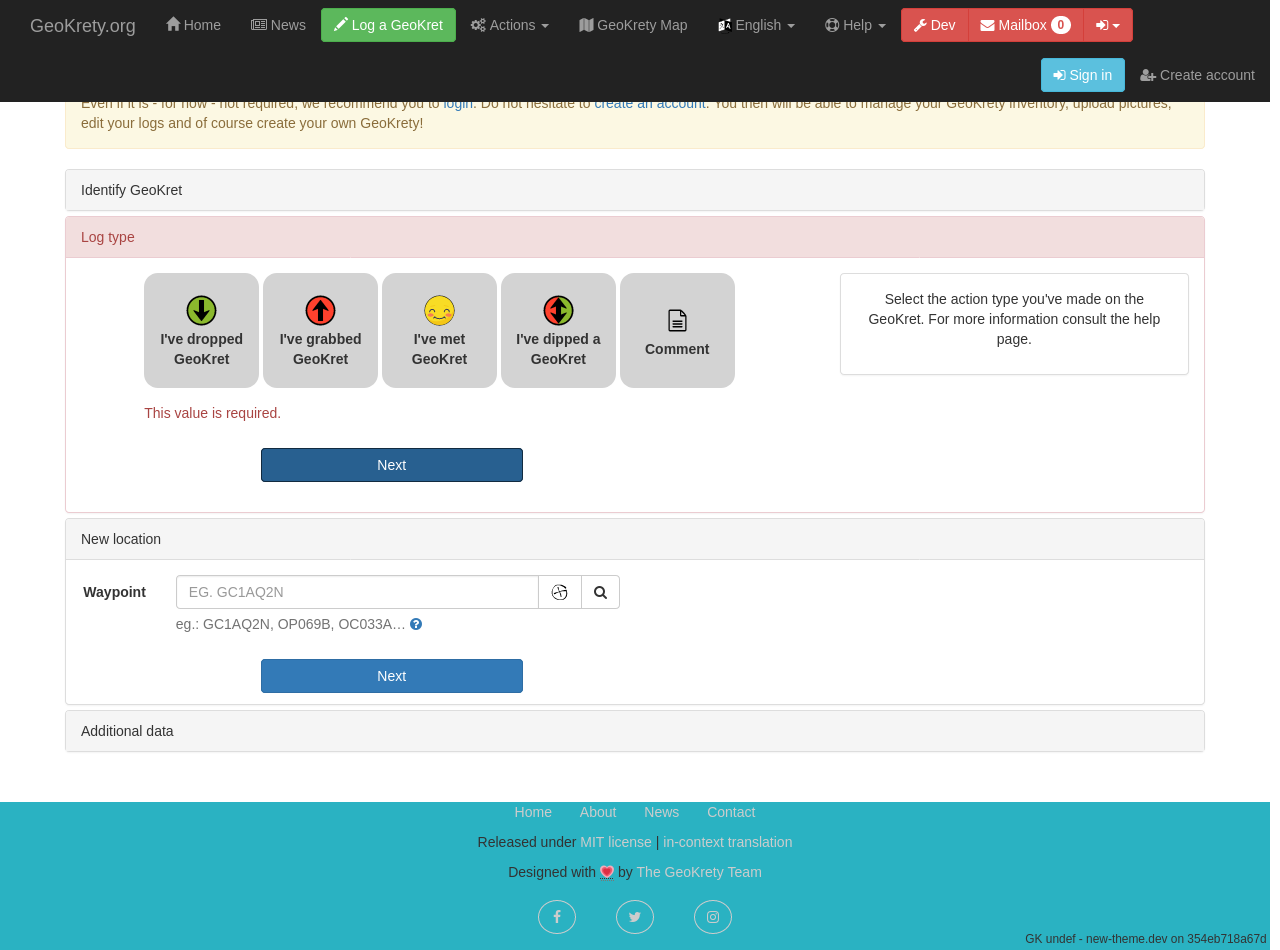 GeoKrety.org Home News Log a GeoKret Actions GeoKrety Map English Help Dev Mailbox 0
Sign in Create account
Even if it is - for now - not required, we recommend you to login. Do not hesitate to create an account. You then will be able to manage your GeoKrety inventory, upload pictures,
edit your logs and of course create your own GeoKrety!
Identify GeoKret
Log type
I've dropped GeoKret
I've grabbed GeoKret
I've met GeoKret
I've dipped a GeoKret
Comment
Select the action type you've made on the
GeoKret. For more information consult the help
page.
This value is required.
Next
New location
Waypoint EG. GC1AQ2N
eg.: GC1AQ2N, OP069B, OC033A…
Next
Additional data
Home About News Contact
Released under MIT license | in-context translation
Designed with by The GeoKrety Team
GK undef - new-theme.dev on 354eb718a67d